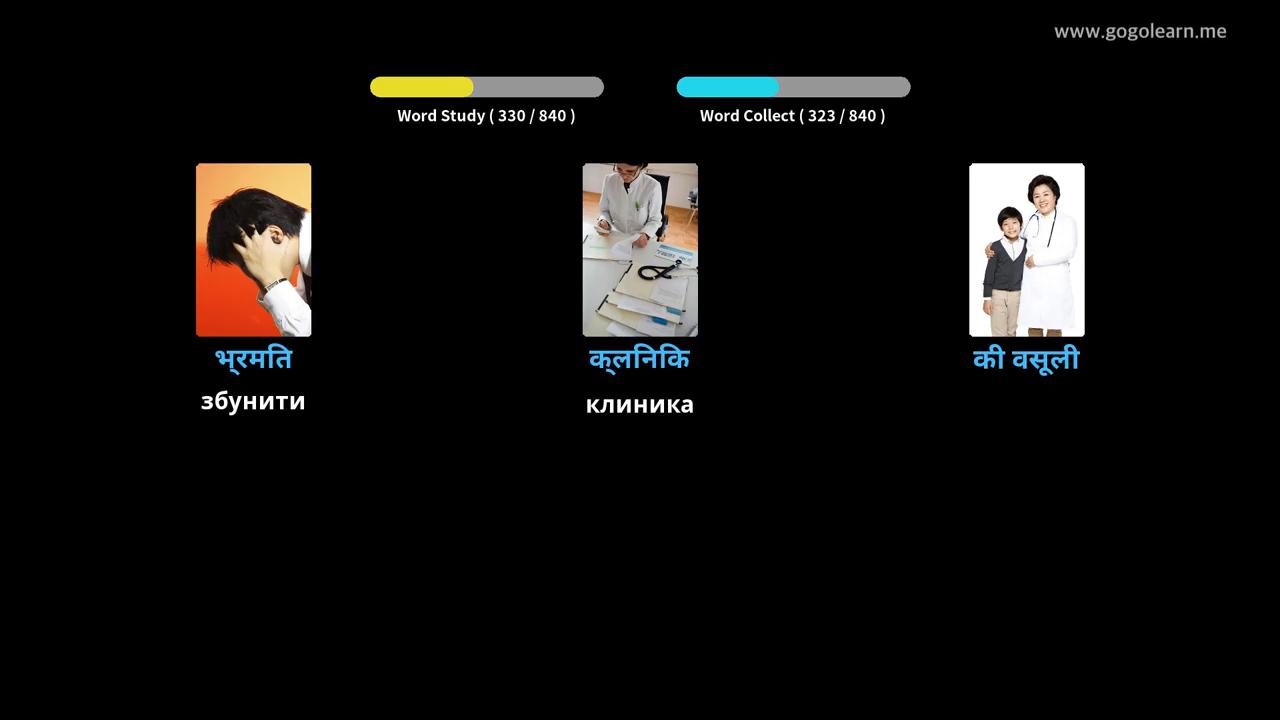 www.gogolearn.me
Word Study ( 330 / 840 )
Word Collect ( 323 / 840 )
भ्रमति
збунити
क्लनिकि
клиника
की वसूली